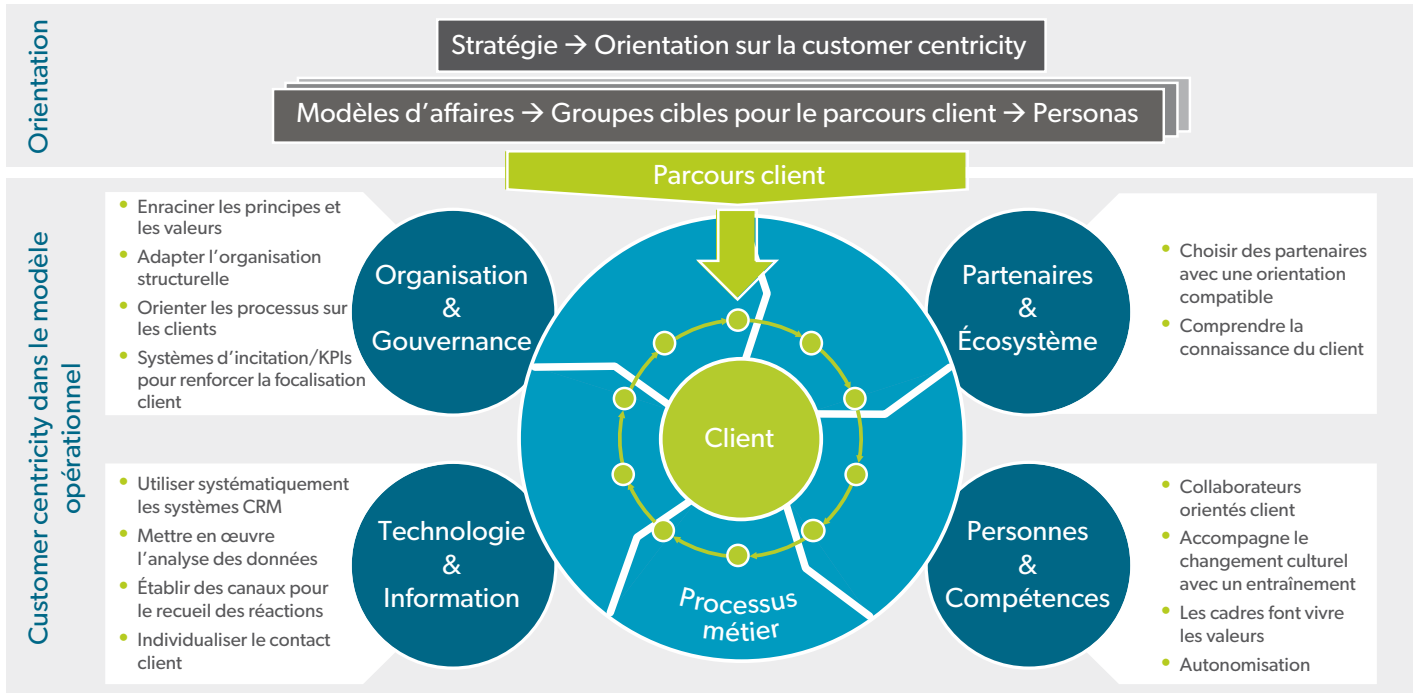 Orientation
Stratégie → Orientation sur la customer centricity
Modèles d'affaires → Groupes cibles pour le parcours client → Personas
Parcours client
Customer centricity dans le modèle
opérationnel
• Enraciner les principes et
les valeurs
• Adapter l'organisation
structurelle
• Orienter les processus sur
les clients
• Systèmes d'incitation/KPIs
pour renforcer la focalisation
client
Organisation
&
Gouvernance
Partenaires
&
Écosystème
• Choisir des partenaires
avec une orientation
compatible
• Comprendre la
connaissance du client
Client
• Utiliser systématiquement
les systèmes CRM
• Mettre en œuvre
l'analyse des données
• Établir des canaux pour
le recueil des réactions
• Individualiser le contact
client
Technologie
&
Information
Processus
métier
Personnes
&
Compétences
• Collaborateurs
orientés client
• Accompagne le
changement culturel
avec un entraînement
• Les cadres font vivre
les valeurs
• Autonomisation